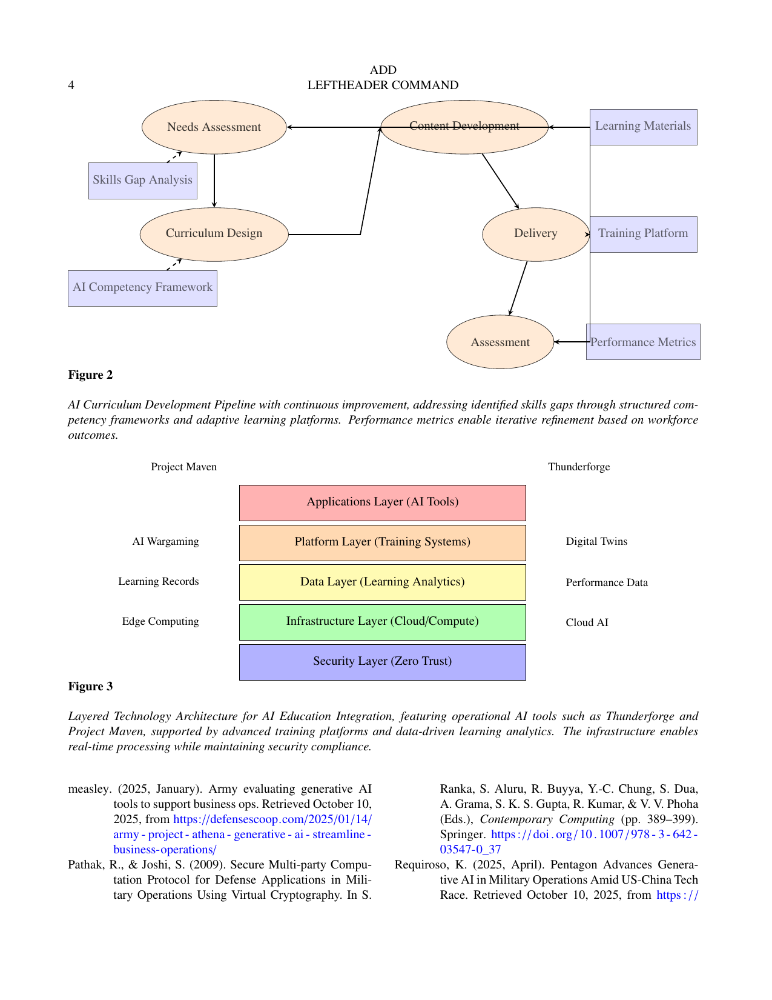 ADD
4 LEFTHEADER COMMAND
Needs Assessment
Content Development
Learning Materials
Skills Gap Analysis
Curriculum Design
Delivery
Training Platform
AI Competency Framework
Assessment
Performance Metrics
Figure 2
AI Curriculum Development Pipeline with continuous improvement, addressing identified skills gaps through structured com-
petency frameworks and adaptive learning platforms. Performance metrics enable iterative refinement based on workforce
outcomes.
Project Maven
Thunderforge
Applications Layer (AI Tools)
AI Wargaming
Platform Layer (Training Systems)
Digital Twins
Learning Records
Data Layer (Learning Analytics)
Performance Data
Edge Computing
Infrastructure Layer (Cloud/Compute)
Cloud AI
Security Layer (Zero Trust)
Figure 3
Layered Technology Architecture for AI Education Integration, featuring operational AI tools such as Thunderforge and
Project Maven, supported by advanced training platforms and data-driven learning analytics. The infrastructure enables
real-time processing while maintaining security compliance.
measley. (2025, January). Army evaluating generative AI
tools to support business ops. Retrieved October 10,
2025, from https://defensescoop.com/2025/01/14/
army - project - athena - generative - ai - streamline -
business-operations/
Pathak, R., & Joshi, S. (2009). Secure Multi-party Compu-
tation Protocol for Defense Applications in Mili-
tary Operations Using Virtual Cryptography. In S.
Ranka, S. Aluru, R. Buyya, Y.-C. Chung, S. Dua,
A. Grama, S. K. S. Gupta, R. Kumar, & V. V. Phoha
(Eds.), Contemporary Computing (pp. 389–399).
Springer. https://doi.org/10.1007/978-3-642-
03547-0_37
Requiroso, K. (2025, April). Pentagon Advances Genera-
tive AI in Military Operations Amid US-China Tech
Race. Retrieved October 10, 2025, from https://